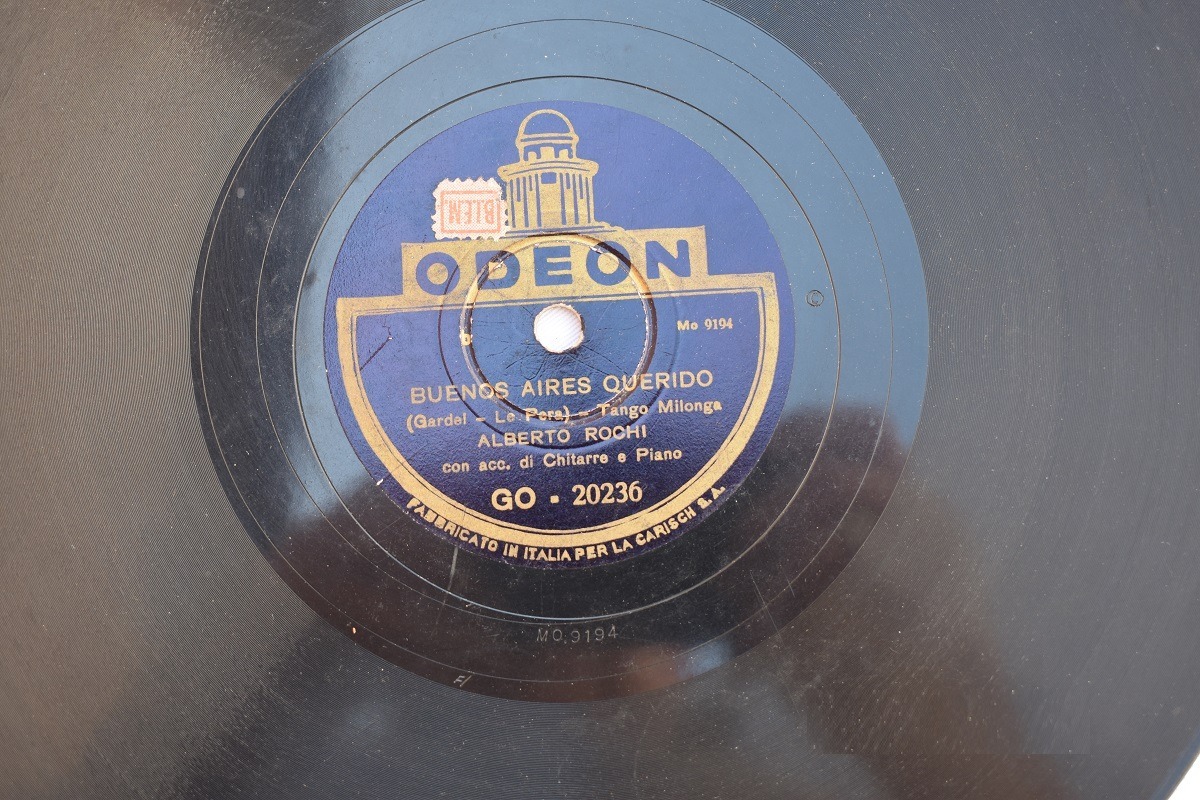 B.I.E.M.
ODEON
Mo 9194
BUENOS AIRES QUERIDO
(Gardel - Le Pera) - Tango Milonga
ALBERTO ROCHI
con acc. di Chitarre e Piano
GO - 20236
FABBRICATO IN ITALIA PER LA CARISCH S.A.
©
MO,9194
F/